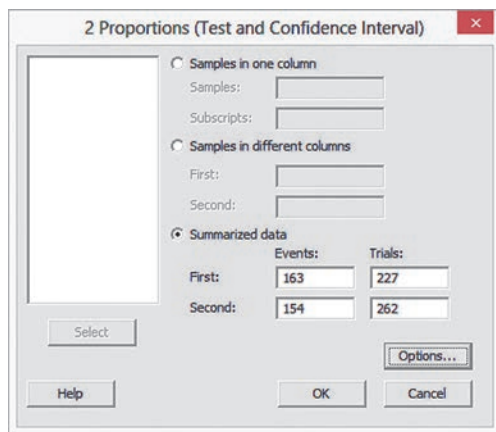 2 Proportions (Test and Confidence Interval)
Samples in one column
Samples:
Subscripts:
Samples in different columns
First:
Second:
Summarized data
Events: Trials:
First: 163 227
Second: 154 262
Select
Options...
Help OK Cancel